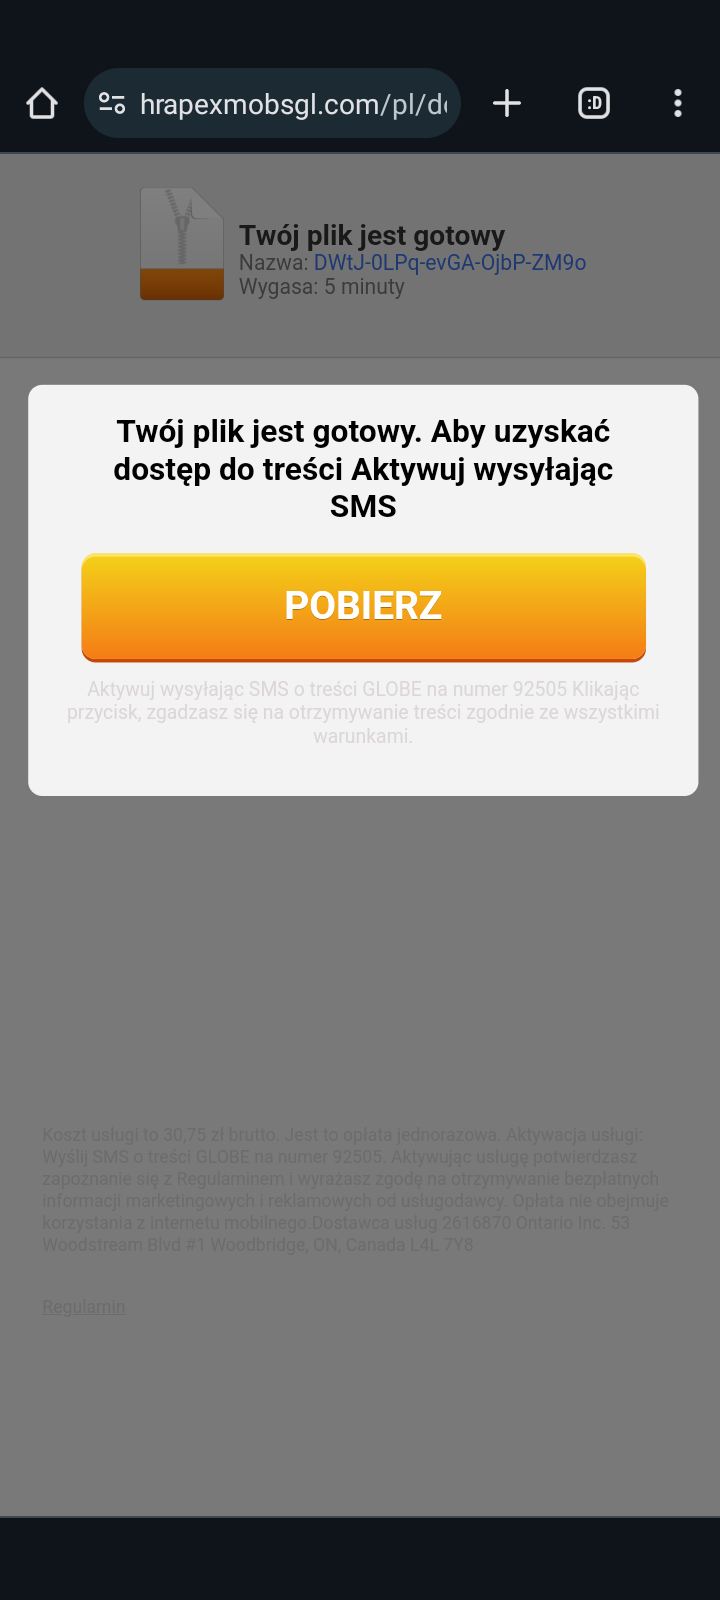 hrapexmobsgl.com/pl/d
:D
Twój plik jest gotowy
Nazwa: DWtJ-0LPq-evGA-OjbP-ZM9o
Wygasa: 5 minuty
Twój plik jest gotowy. Aby uzyskać
dostęp do treści Aktywuj wysyłając
SMS
POBIERZ
Aktywuj wysyłając SMS o treści GLOBE na numer 92505 Klikając
przycisk, zgadzasz się na otrzymywanie treści zgodnie ze wszystkimi
warunkami.
Koszt usługi to 30,75 zł brutto. Jest to opłata jednorazowa. Aktywacja usługi:
Wyślij SMS o treści GLOBE na numer 92505. Aktywując usługę potwierdzasz
zapoznanie się z Regulaminem i wyrażasz zgodę na otrzymywanie bezpłatnych
informacji marketingowych i reklamowych od usługodawcy. Opłata nie obejmuje
korzystania z internetu mobilnego.Dostawca usług 2616870 Ontario Inc. 53
Woodstream Blvd #1 Woodbridge, ON, Canada L4L 7Y8
Regulamin